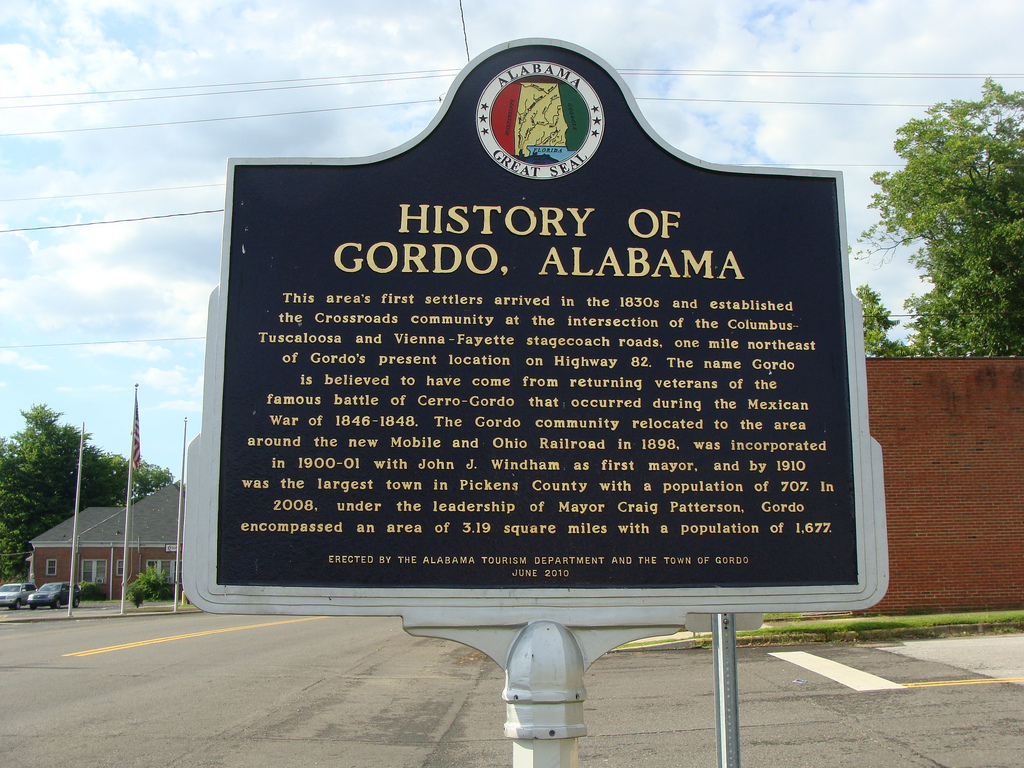 ALABAMA
FLORIDA
GREAT SEAL
HISTORY OF
GORDO, ALABAMA
This area's first settlers arrived in the 1830s and established
the Crossroads community at the intersection of the Columbus-
Tuscaloosa and Vienna-Fayette stagecoach roads, one mile northeast
of Gordo's present location on Highway 82. The name Gordo
is believed to have come from returning veterans of the
famous battle of Cerro-Gordo that occurred during the Mexican
War of 1846-1848. The Gordo community relocated to the area
around the new Mobile and Ohio Railroad in 1898, was incorporated
in 1900-01 with John J. Windham as first mayor, and by 1910
was the largest town in Pickens County with a population of 707. In
2008, under the leadership of Mayor Craig Patterson, Gordo
encompassed an area of 3.19 square miles with a population of 1,677.
ERECTED BY THE ALABAMA TOURISM DEPARTMENT AND THE TOWN OF GORDO
JUNE 2010